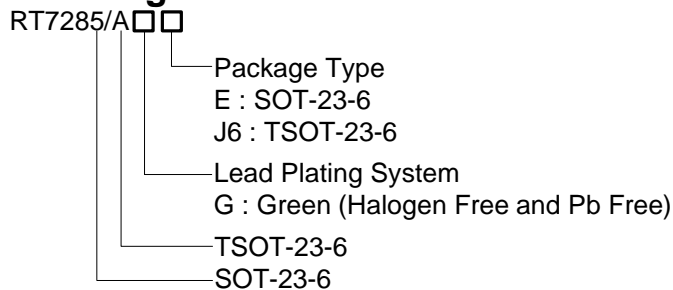 RT7285/A□□
Package Type
E : SOT-23-6
J6 : TSOT-23-6
Lead Plating System
G : Green (Halogen Free and Pb Free)
TSOT-23-6
SOT-23-6